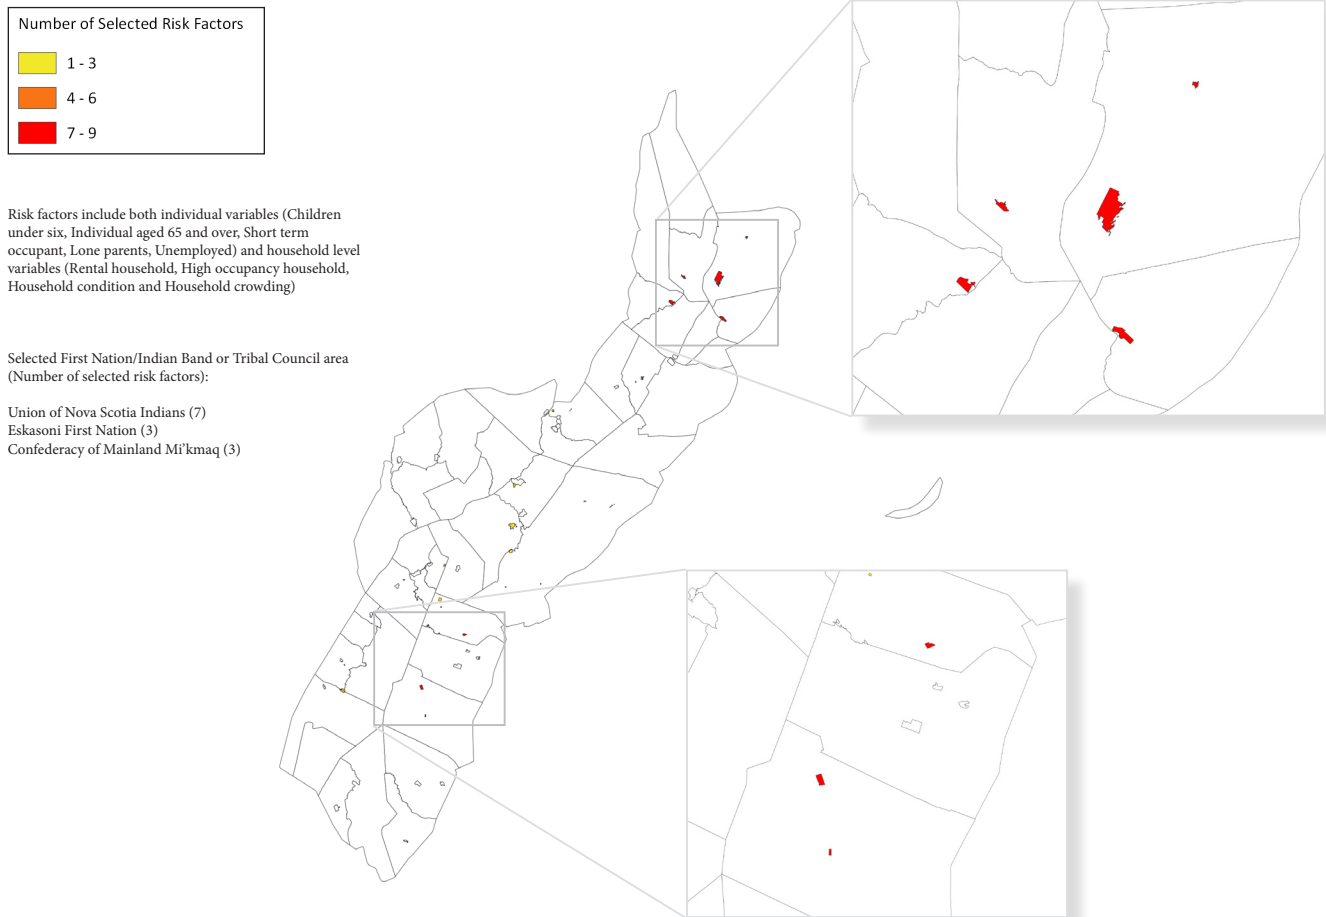 Number of Selected Risk Factors
1 - 3
4 - 6
7 - 9
Risk factors include both individual variables (Children
under six, Individual aged 65 and over, Short term
occupant, Lone parents, Unemployed) and household level
variables (Rental household, High occupancy household,
Household condition and Household crowding)
Selected First Nation/Indian Band or Tribal Council area
(Number of selected risk factors):
Union of Nova Scotia Indians (7)
Eskasoni First Nation (3)
Confederacy of Mainland Mi’kmaq (3)